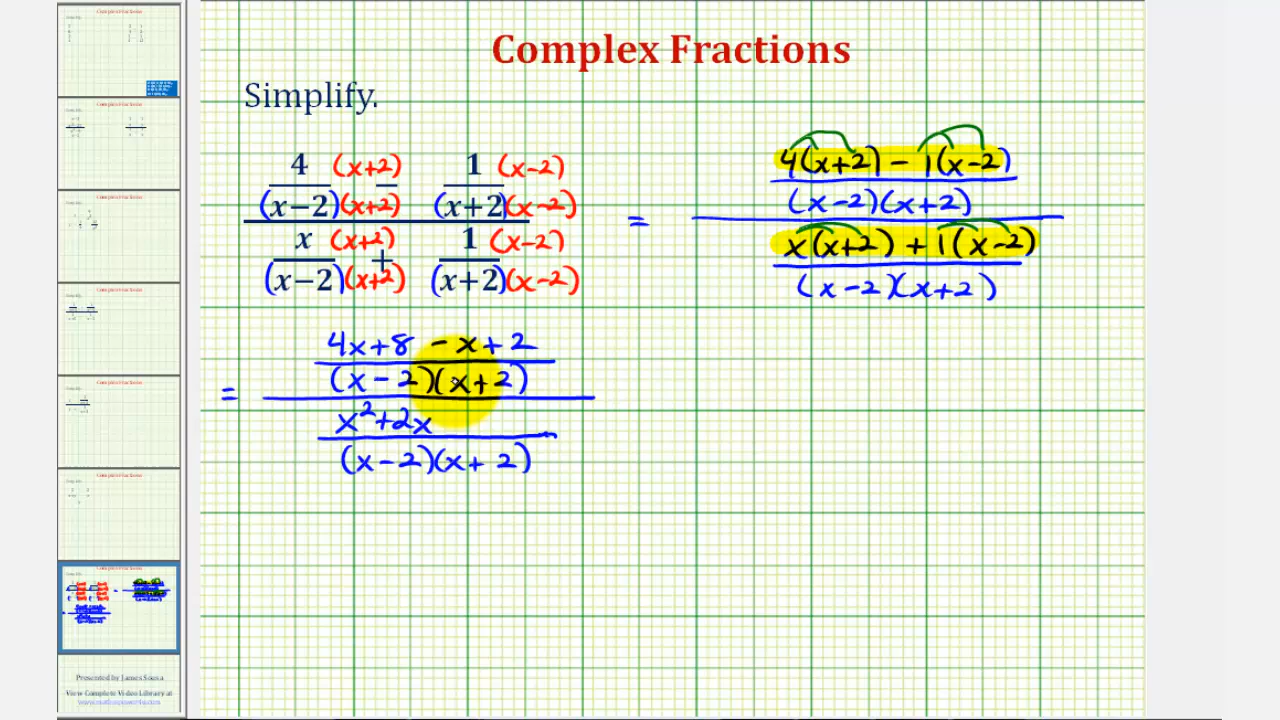 Complex Fractions
Simplify.
4 (x+2) − 1 (x−2)
(x−2)(x+2) (x+2)(x−2)
x (x+2) + 1 (x−2)
(x−2)(x+2) (x+2)(x−2)
=
4(x+2) − 1(x−2)
(x−2)(x+2)
x(x+2) + 1(x−2)
(x−2)(x+2)
=
4x+8 − x + 2
(x − 2)(x + 2)
x²+2x
(x − 2)(x + 2)
Presented by James Sousa
View Complete Video Library at